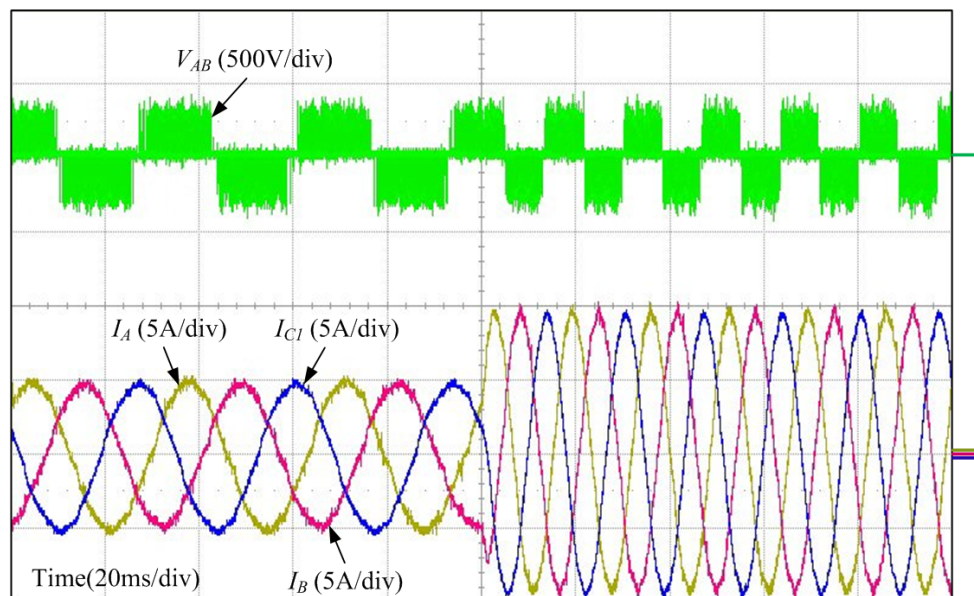 V_AB (500V/div)
I_A (5A/div)
I_C1 (5A/div)
Time(20ms/div)
I_B (5A/div)